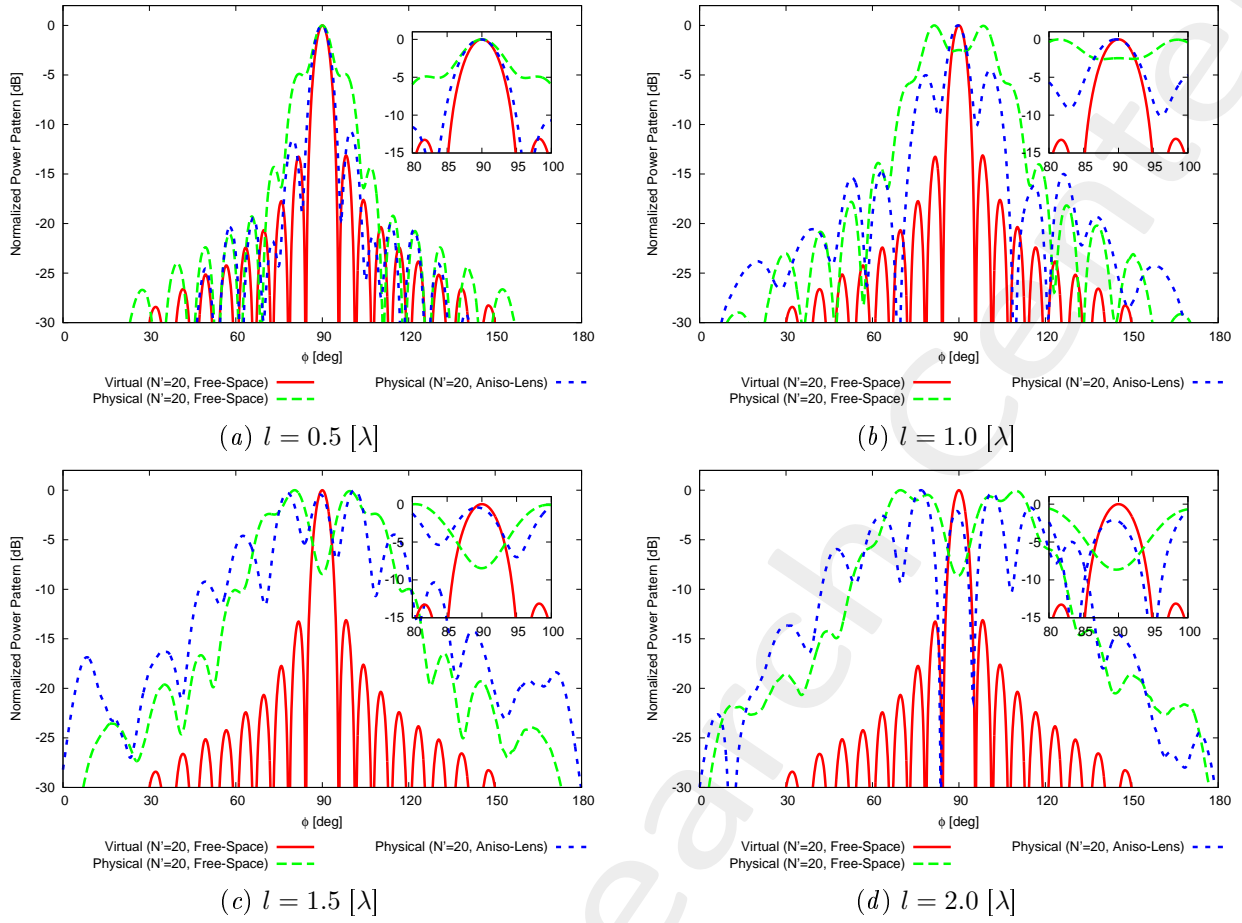 0
-5
-10
-15
-20
-25
-30
0 30 60 90 120 150 180
Normalized Power Pattern [dB]
φ [deg]
0
-5
-10
-15
80 85 90 95 100
Virtual (N'=20, Free-Space)
Physical (N'=20, Free-Space)
Physical (N'=20, Aniso-Lens)
(a) l = 0.5 [λ]
0
-5
-10
-15
-20
-25
-30
0 30 60 90 120 150 180
Normalized Power Pattern [dB]
φ [deg]
0
-5
-10
-15
80 85 90 95 100
Virtual (N'=20, Free-Space)
Physical (N'=20, Free-Space)
Physical (N'=20, Aniso-Lens)
(b) l = 1.0 [λ]
0
-5
-10
-15
-20
-25
-30
0 30 60 90 120 150 180
Normalized Power Pattern [dB]
φ [deg]
0
-5
-10
-15
80 85 90 95 100
Virtual (N'=20, Free-Space)
Physical (N'=20, Free-Space)
Physical (N'=20, Aniso-Lens)
(c) l = 1.5 [λ]
0
-5
-10
-15
-20
-25
-30
0 30 60 90 120 150 180
Normalized Power Pattern [dB]
φ [deg]
0
-5
-10
-15
80 85 90 95 100
Virtual (N'=20, Free-Space)
Physical (N'=20, Free-Space)
Physical (N'=20, Aniso-Lens)
(d) l = 2.0 [λ]